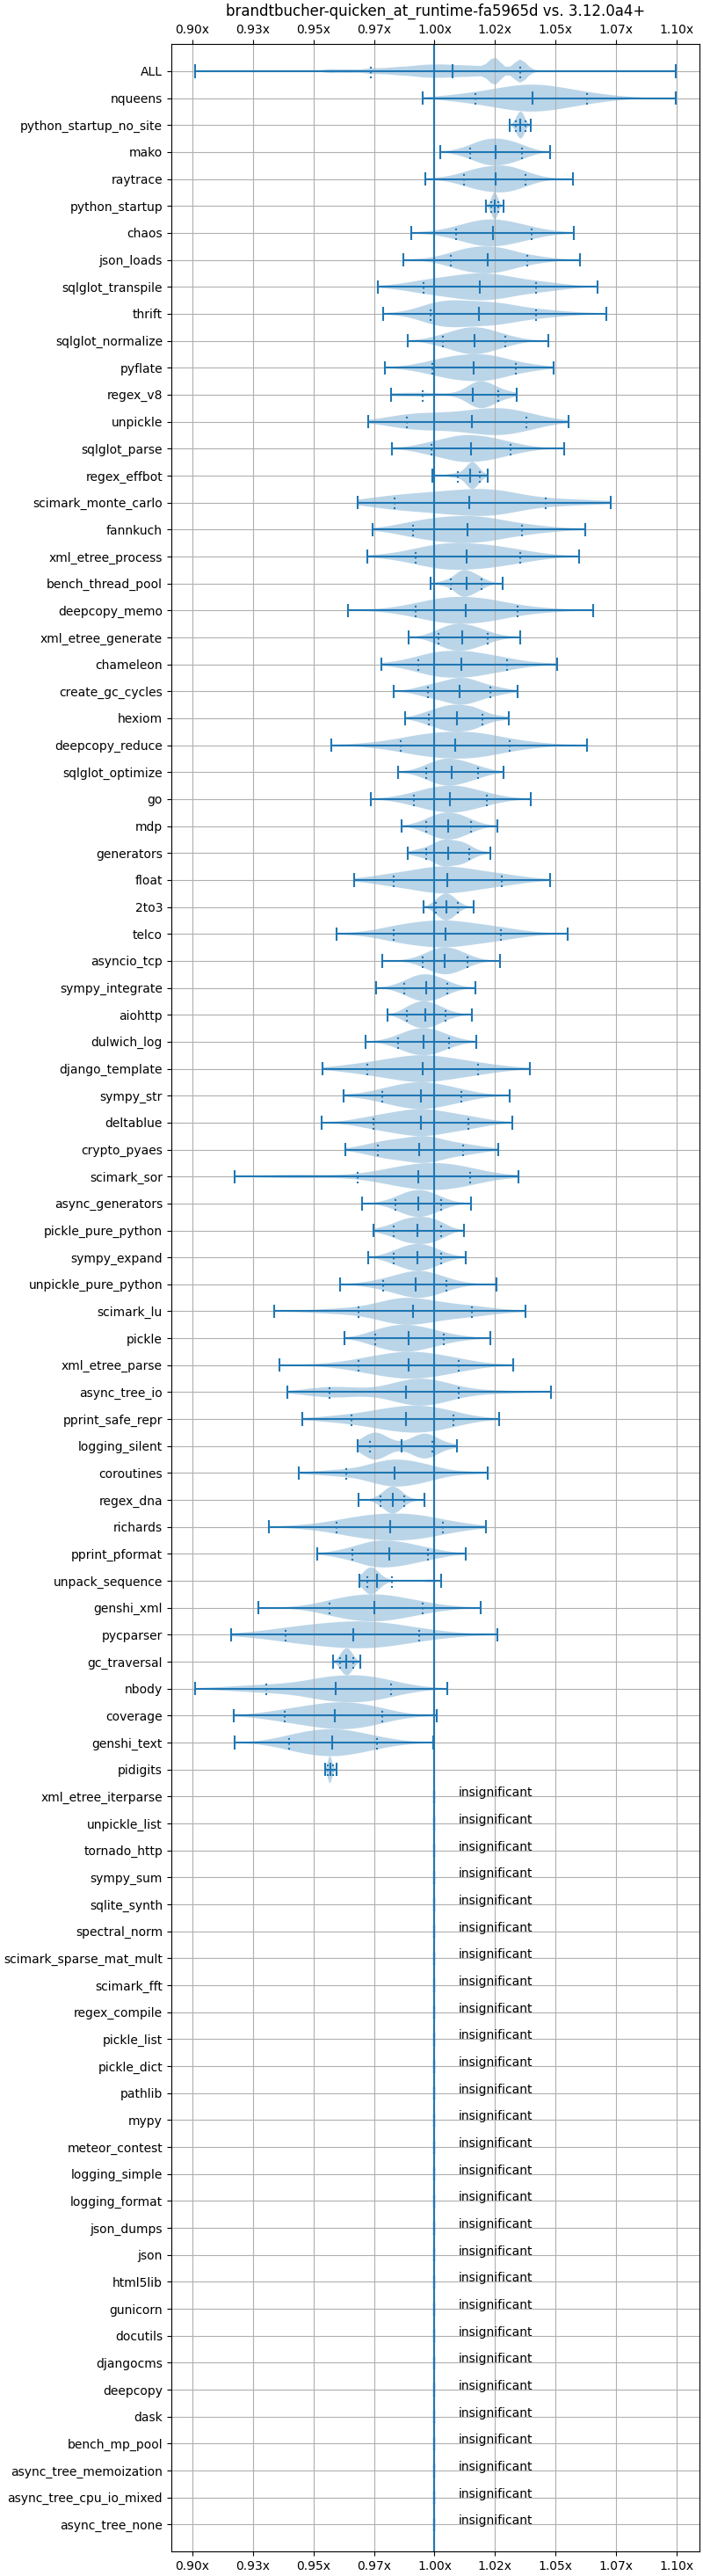 brandtbucher-quicken_at_runtime-fa5965d vs. 3.12.0a4+
0.90x 0.93x 0.95x 0.97x 1.00x 1.02x 1.05x 1.07x 1.10x
ALL
nqueens
python_startup_no_site
mako
raytrace
python_startup
chaos
json_loads
sqlglot_transpile
thrift
sqlglot_normalize
pyflate
regex_v8
unpickle
sqlglot_parse
regex_effbot
scimark_monte_carlo
fannkuch
xml_etree_process
bench_thread_pool
deepcopy_memo
xml_etree_generate
chameleon
create_gc_cycles
hexiom
deepcopy_reduce
sqlglot_optimize
go
mdp
generators
float
2to3
telco
asyncio_tcp
sympy_integrate
aiohttp
dulwich_log
django_template
sympy_str
deltablue
crypto_pyaes
scimark_sor
async_generators
pickle_pure_python
sympy_expand
unpickle_pure_python
scimark_lu
pickle
xml_etree_parse
async_tree_io
pprint_safe_repr
logging_silent
coroutines
regex_dna
richards
pprint_pformat
unpack_sequence
genshi_xml
pycparser
gc_traversal
nbody
coverage
genshi_text
pidigits
xml_etree_iterparse insignificant
unpickle_list insignificant
tornado_http insignificant
sympy_sum insignificant
sqlite_synth insignificant
spectral_norm insignificant
scimark_sparse_mat_mult insignificant
scimark_fft insignificant
regex_compile insignificant
pickle_list insignificant
pickle_dict insignificant
pathlib insignificant
mypy insignificant
meteor_contest insignificant
logging_simple insignificant
logging_format insignificant
json_dumps insignificant
json insignificant
html5lib insignificant
gunicorn insignificant
docutils insignificant
djangocms insignificant
deepcopy insignificant
dask insignificant
bench_mp_pool insignificant
async_tree_memoization insignificant
async_tree_cpu_io_mixed insignificant
async_tree_none insignificant
0.90x 0.93x 0.95x 0.97x 1.00x 1.02x 1.05x 1.07x 1.10x